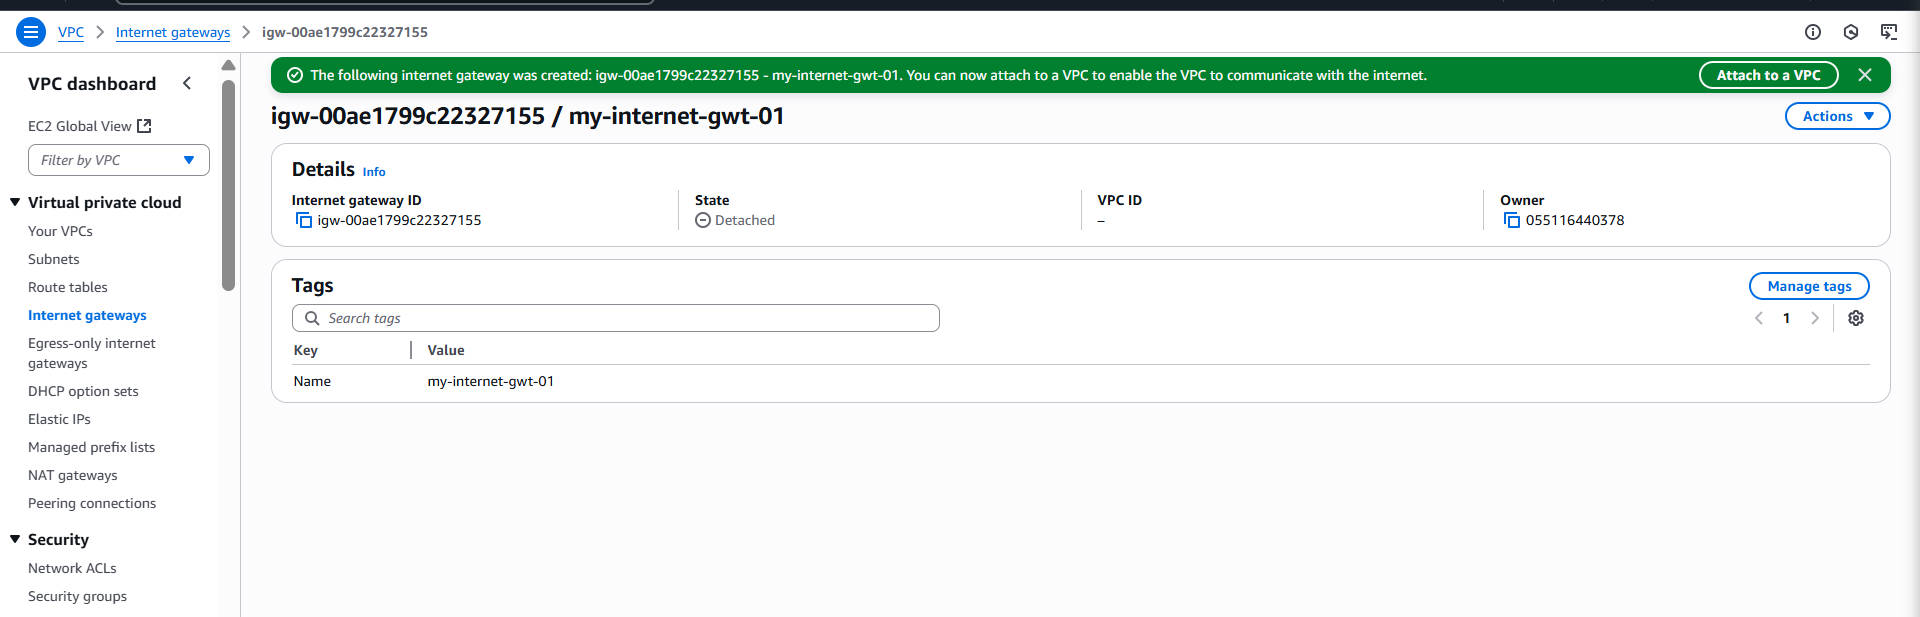 VPC > Internet gateways > igw-00ae1799c22327155
VPC dashboard
EC2 Global View
Filter by VPC
Virtual private cloud
Your VPCs
Subnets
Route tables
Internet gateways
Egress-only internet
gateways
DHCP option sets
Elastic IPs
Managed prefix lists
NAT gateways
Peering connections
Security
Network ACLs
Security groups
The following internet gateway was created: igw-00ae1799c22327155 - my-internet-gwt-01. You can now attach to a VPC to enable the VPC to communicate with the internet.
Attach to a VPC
igw-00ae1799c22327155 / my-internet-gwt-01
Actions
Details Info
Internet gateway ID
igw-00ae1799c22327155
State
Detached
VPC ID
–
Owner
055116440378
Tags
Manage tags
Search tags
1
Key Value
Name my-internet-gwt-01